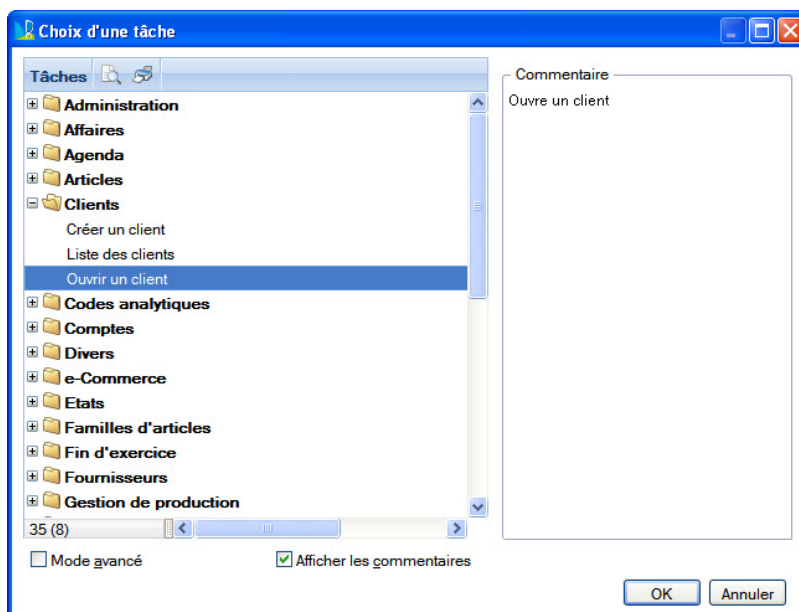 Choix d'une tâche
Tâches
Administration
Affaires
Agenda
Articles
Clients
Créer un client
Liste des clients
Ouvrir un client
Codes analytiques
Comptes
Divers
e-Commerce
Etats
Familles d'articles
Fin d'exercice
Fournisseurs
Gestion de production
35 (8)
Commentaire
Ouvre un client
Mode avancé
Afficher les commentaires
OK
Annuler